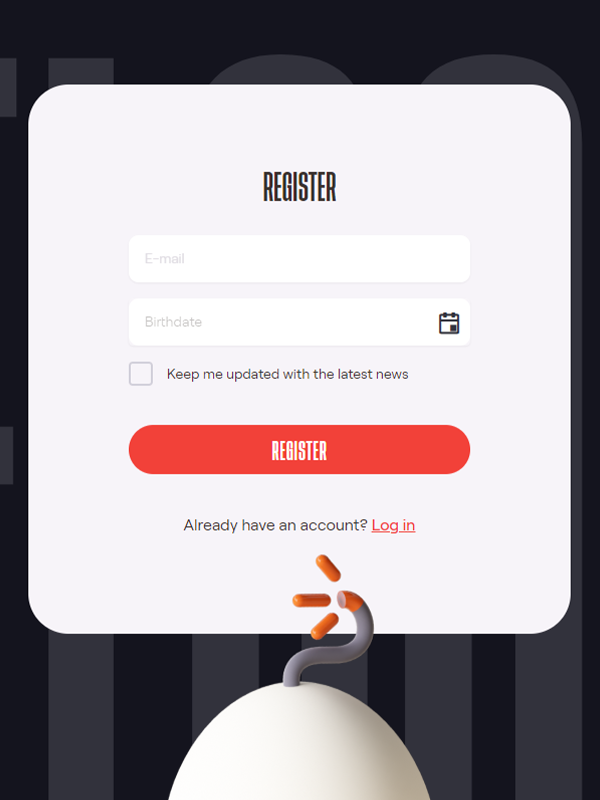 REGISTER
E-mail
Birthdate
Keep me updated with the latest news
REGISTER
Already have an account? Log in